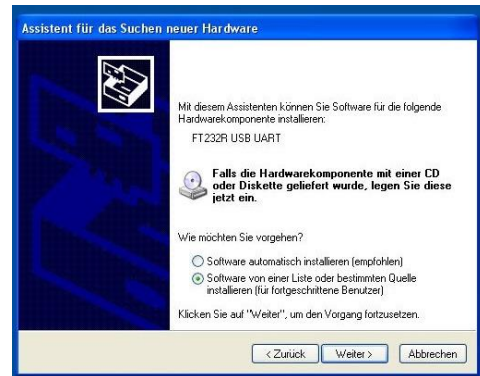 Assistent für das Suchen neuer Hardware
Mit diesem Assistenten können Sie Software für die folgende
Hardwarekomponente installieren:
FT232R USB UART
Falls die Hardwarekomponente mit einer CD
oder Diskette geliefert wurde, legen Sie diese
jetzt ein.
Wie möchten Sie vorgehen?
Software automatisch installieren (empfohlen)
Software von einer Liste oder bestimmten Quelle
installieren (für fortgeschrittene Benutzer)
Klicken Sie auf "Weiter", um den Vorgang fortzusetzen.
< Zurück Weiter > Abbrechen